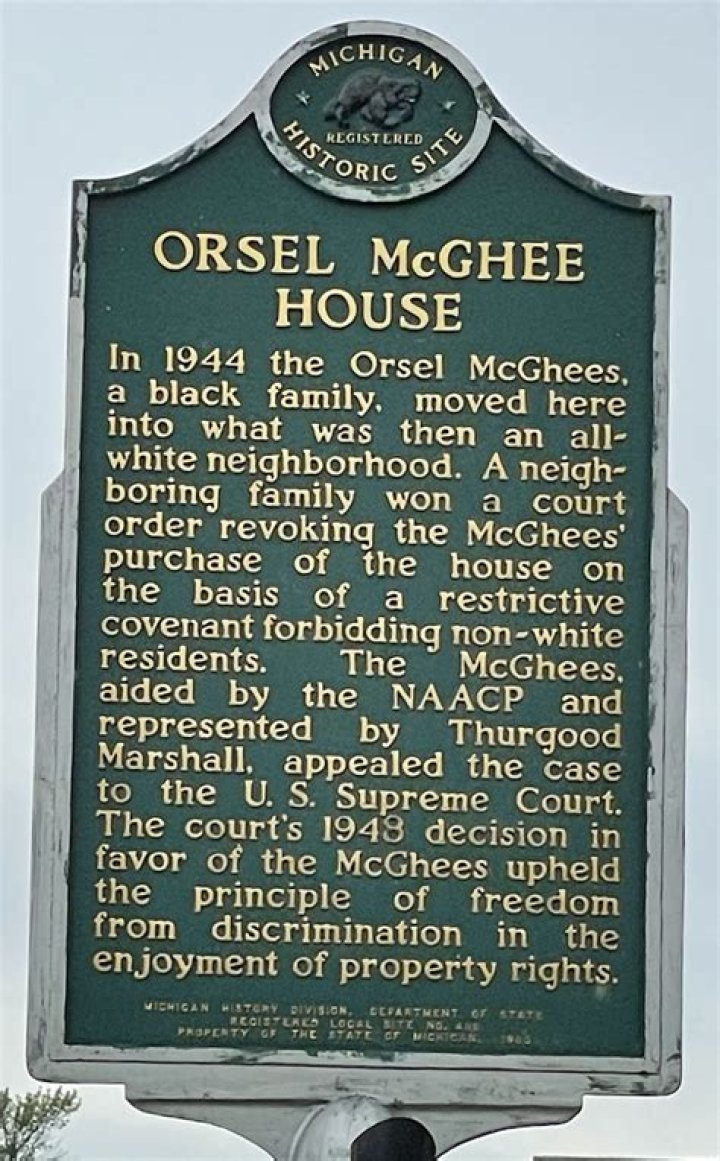 MICHIGAN
REGISTERED
HISTORIC SITE
ORSEL McGHEE
HOUSE
In 1944 the Orsel McGhees,
a black family, moved here
into what was then an all-
white neighborhood. A neigh-
boring family won a court
order revoking the McGhees'
purchase of the house on
the basis of a restrictive
covenant forbidding non-white
residents. The McGhees,
aided by the NAACP and
represented by Thurgood
Marshall, appealed the case
to the U. S. Supreme Court.
The court's 1948 decision in
favor of the McGhees upheld
the principle of freedom
from discrimination in the
enjoyment of property rights.
MICHIGAN HISTORY DIVISION, DEPARTMENT OF STATE
REGISTERED LOCAL SITE NO.
PROPERTY OF THE STATE OF MICHIGAN,